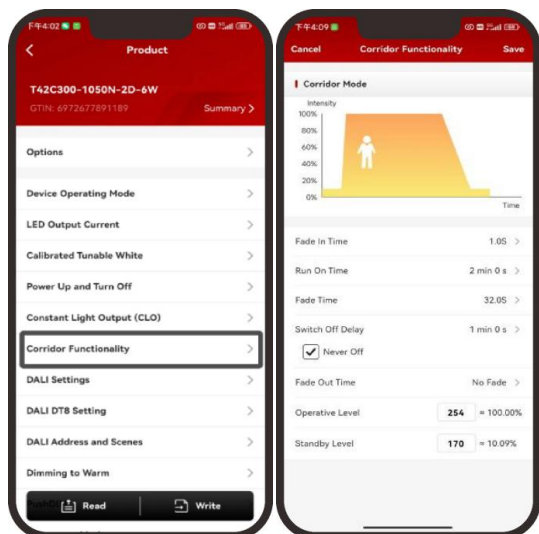 下午4:02
Product
T42C300-1050N-2D-6W
GTIN: 6972677891189
Summary
Options
Device Operating Mode
LED Output Current
Calibrated Tunable White
Power Up and Turn Off
Constant Light Output (CLO)
Corridor Functionality
DALI Settings
DALI DT8 Setting
DALI Address and Scenes
Dimming to Warm
Read
Write
下午4:09
Cancel
Corridor Functionality
Save
Corridor Mode
Intensity
100%
80%
60%
40%
20%
0%
Time
Fade In Time
1.0S
Run On Time
2 min 0 s
Fade Time
32.0S
Switch Off Delay
1 min 0 s
Never Off
Fade Out Time
No Fade
Operative Level
254 = 100.00%
Standby Level
170 ≈ 10.09%